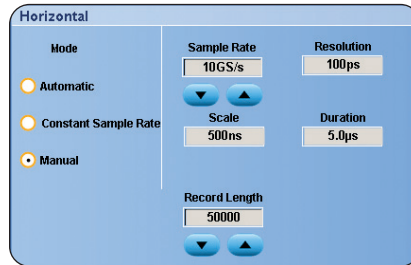 Horizontal
Mode
Automatic
Constant Sample Rate
Manual
Sample Rate
10GS/s
Resolution
100ps
Scale
500ns
Duration
5.0µs
Record Length
50000